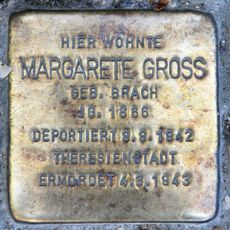 HIER WOHNTE
MARGARETE GROSS
GEB. BRACH
JG. 1866
DEPORTIERT 9.9.1942
THERESIENSTADT
ERMORDET 4.5.1943